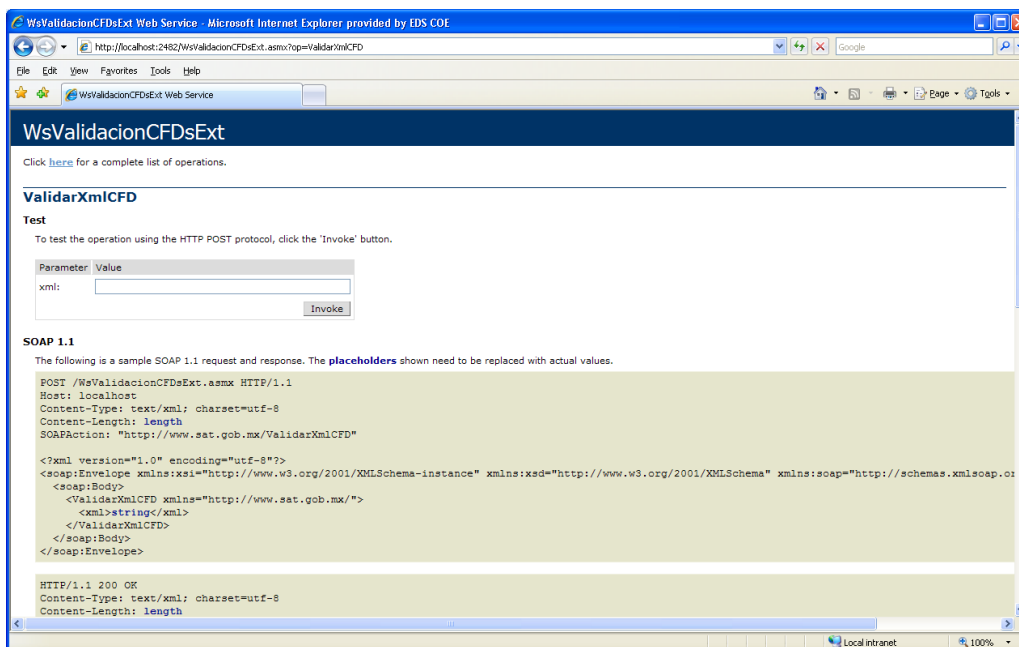 WsValidacionCFDsExt Web Service - Microsoft Internet Explorer provided by EDS COE
http://localhost:2482/WsValidacionCFDsExt.asmx?op=ValidarXmlCFD
Google
File Edit View Favorites Tools Help
WsValidacionCFDsExt Web Service
Page Tools
WsValidacionCFDsExt
Click here for a complete list of operations.
ValidarXmlCFD
Test
To test the operation using the HTTP POST protocol, click the 'Invoke' button.
Parameter Value
xml:
Invoke
SOAP 1.1
The following is a sample SOAP 1.1 request and response. The placeholders shown need to be replaced with actual values.
POST /WsValidacionCFDsExt.asmx HTTP/1.1
Host: localhost
Content-Type: text/xml; charset=utf-8
Content-Length: length
SOAPAction: "http://www.sat.gob.mx/ValidarXmlCFD"
<?xml version="1.0" encoding="utf-8"?>
<soap:Envelope xmlns:xsi="http://www.w3.org/2001/XMLSchema-instance" xmlns:xsd="http://www.w3.org/2001/XMLSchema" xmlns:soap="http://schemas.xmlsoap.or
<soap:Body>
<ValidarXmlCFD xmlns="http://www.sat.gob.mx/">
<xml>string</xml>
</ValidarXmlCFD>
</soap:Body>
</soap:Envelope>
HTTP/1.1 200 OK
Content-Type: text/xml; charset=utf-8
Content-Length: length
Local intranet
100%